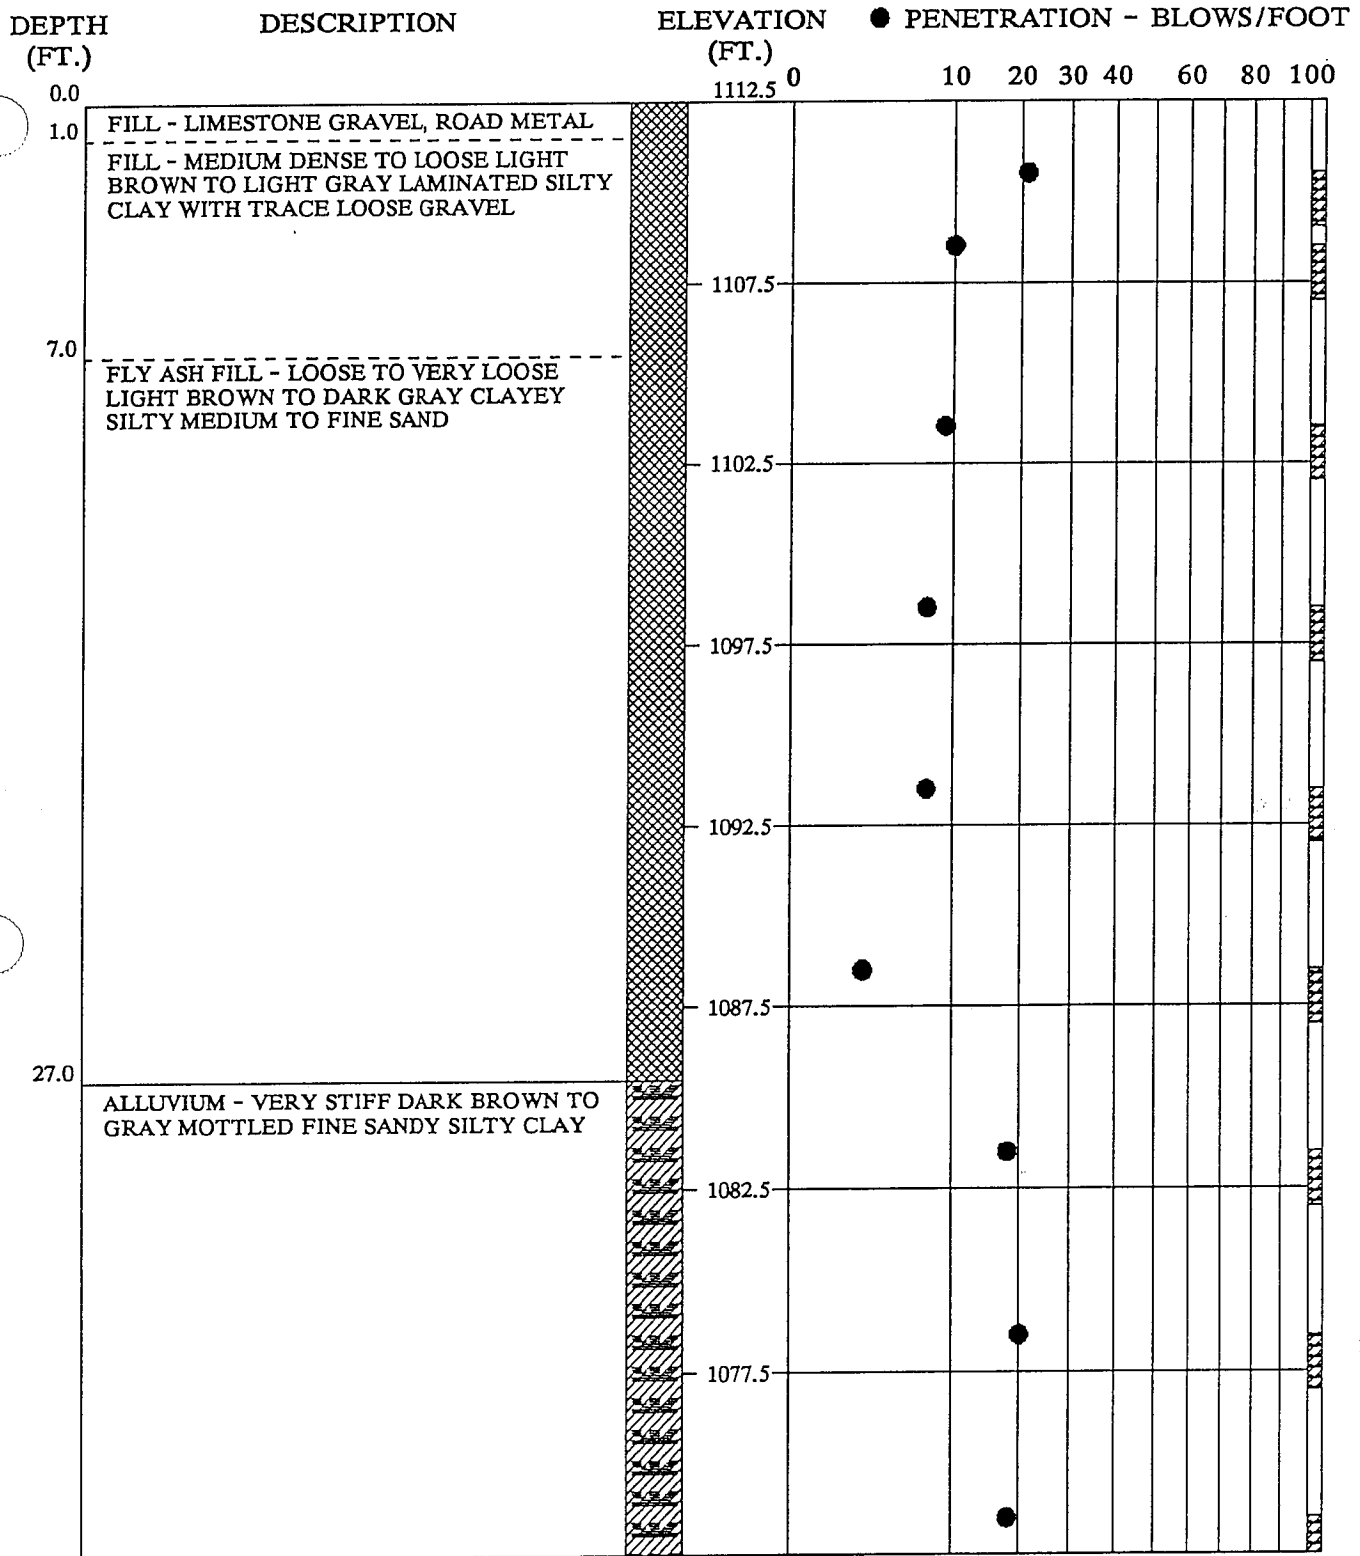 DEPTH
(FT.)
DESCRIPTION
ELEVATION
(FT.)
● PENETRATION - BLOWS/FOOT
0 10 20 30 40 60 80 100
0.0
1112.5
FILL - LIMESTONE GRAVEL, ROAD METAL
1.0
FILL - MEDIUM DENSE TO LOOSE LIGHT
BROWN TO LIGHT GRAY LAMINATED SILTY
CLAY WITH TRACE LOOSE GRAVEL
1107.5
7.0
FLY ASH FILL - LOOSE TO VERY LOOSE
LIGHT BROWN TO DARK GRAY CLAYEY
SILTY MEDIUM TO FINE SAND
1102.5
1097.5
1092.5
1087.5
27.0
ALLUVIUM - VERY STIFF DARK BROWN TO
GRAY MOTTLED FINE SANDY SILTY CLAY
1082.5
1077.5